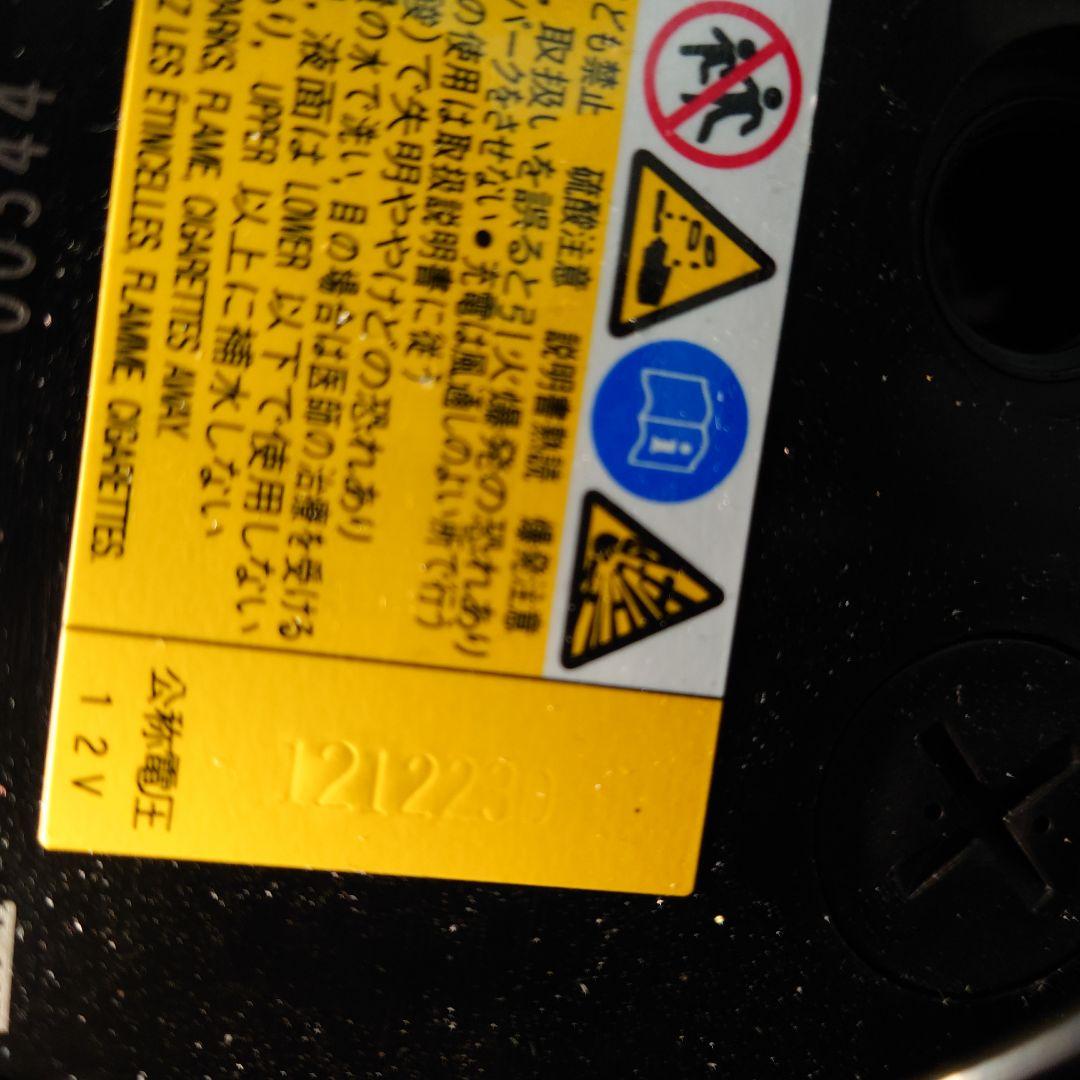 ども禁止 硫酸注意 説明書熟読 爆発注意
取扱いを誤ると引火爆発の恐れあり
パークをさせない●充電は風通しのよい所で行う
の使用は取扱説明書に従う
酸)で失明ややけどの恐れあり
の水で洗い，目の場合は医師の治療を受ける
液面は LOWER 以下で使用しない
り，UPPER 以上に補水しない
PARKS, FLAME, CIGARETTES AWAY.
Z LES ÉTINCELLES, FLAMME, CIGARETTES
公称電圧
12V
121223D
00544